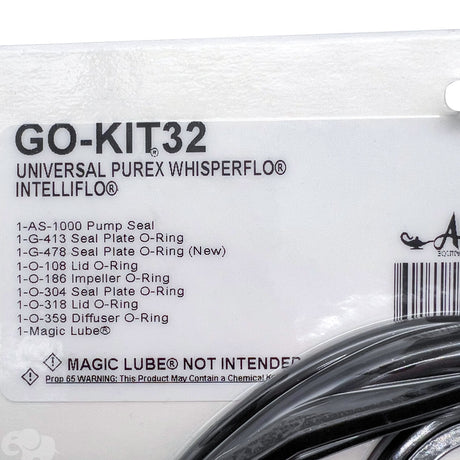 GO-KIT32
®
UNIVERSAL PUREX WHISPERFLO®
INTELLIFLO®
1-AS-1000 Pump Seal
1-G-413 Seal Plate O-Ring
1-G-478 Seal Plate O-Ring (New)
1-O-108 Lid O-Ring
1-O-186 Impeller O-Ring
1-O-304 Seal Plate O-Ring
1-O-318 Lid O-Ring
1-O-359 Diffuser O-Ring
1-Magic Lube®
A
MAGIC LUBE® NOT INTENDE
Prop 65 WARNING: This Product May Contain a Chemical